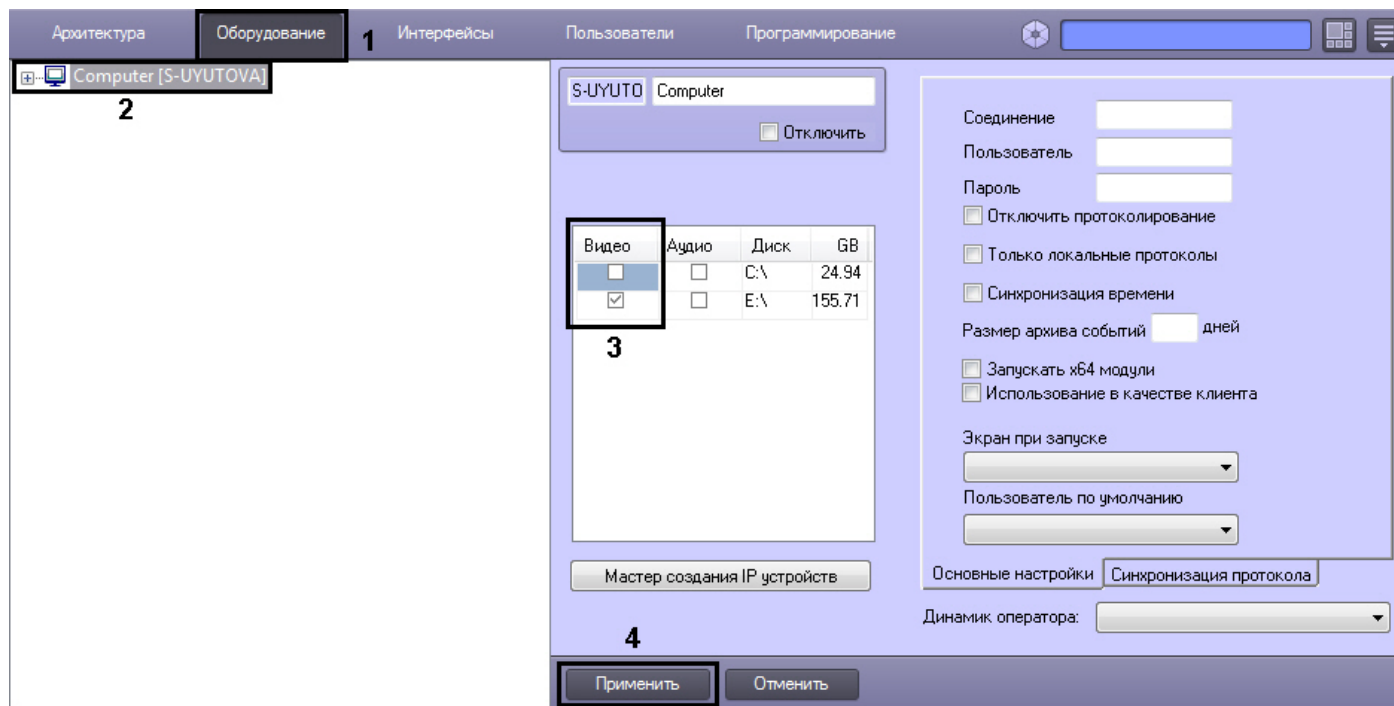 Архитектура Оборудование 1 Интерфейсы Пользователи Программирование
Computer [S-UYUTOVA]
2
S-UYUTO Computer
Отключить
Видео Аудио Диск GB
C:\ 24.94
E:\ 155.71
3
Мастер создания IP устройств
Соединение
Пользователь
Пароль
Отключить протоколирование
Только локальные протоколы
Синхронизация времени
Размер архива событий дней
Запускать x64 модули
Использование в качестве клиента
Экран при запуске
Пользователь по умолчанию
Основные настройки Синхронизация протокола
Динамик оператора:
4
Применить Отменить